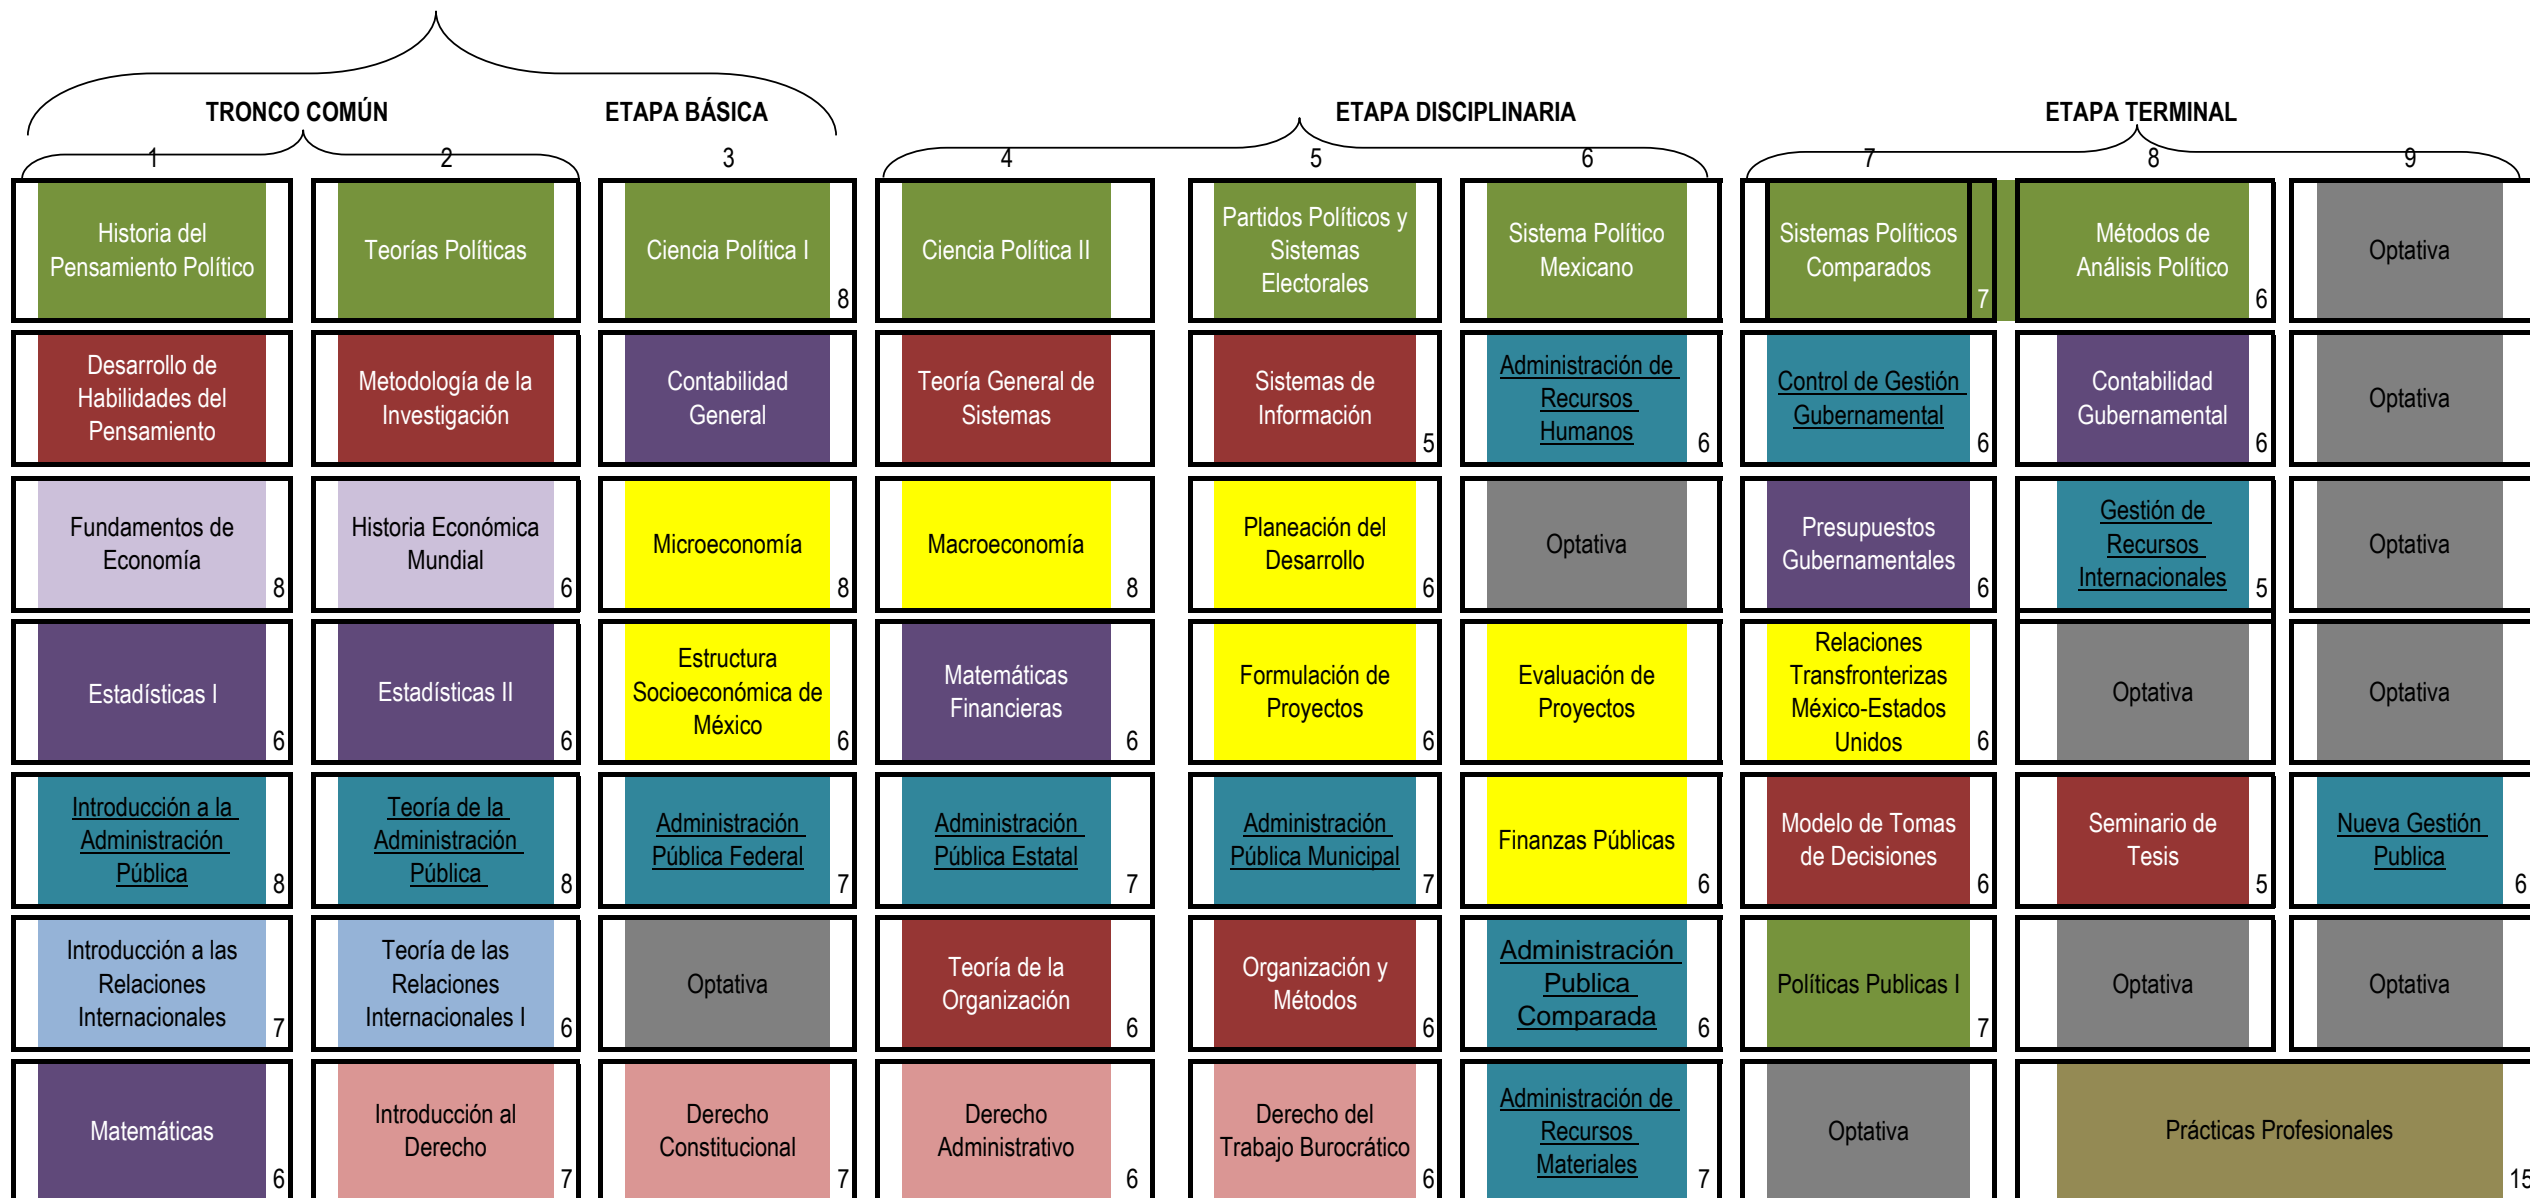 TRONCO COMÚN
ETAPA BÁSICA
ETAPA DISCIPLINARIA
ETAPA TERMINAL
1
2
3
4
5
6
7
8
9
Historia del
Pensamiento Político
Teorías Políticas
Ciencia Política I
8
Ciencia Política II
Partidos Políticos y
Sistemas
Electorales
Sistema Político
Mexicano
Sistemas Políticos
Comparados
7
Métodos de
Análisis Político
6
Optativa
Desarrollo de
Habilidades del
Pensamiento
Metodología de la
Investigación
Contabilidad
General
Teoría General de
Sistemas
Sistemas de
Información
5
Administración de
Recursos
Humanos
6
Control de Gestión
Gubernamental
6
Contabilidad
Gubernamental
6
Optativa
Fundamentos de
Economía
8
Historia Económica
Mundial
6
Microeconomía
8
Macroeconomía
8
Planeación del
Desarrollo
6
Optativa
Presupuestos
Gubernamentales
6
Gestión de
Recursos
Internacionales
5
Optativa
Estadísticas I
6
Estadísticas II
6
Estructura
Socioeconómica de
México
6
Matemáticas
Financieras
6
Formulación de
Proyectos
6
Evaluación de
Proyectos
Relaciones
Transfronterizas
México-Estados
Unidos
6
Optativa
Optativa
Introducción a la
Administración
Pública
8
Teoría de la
Administración
Pública
8
Administración
Pública Federal
7
Administración
Pública Estatal
7
Administración
Pública Municipal
7
Finanzas Públicas
6
Modelo de Tomas
de Decisiones
6
Seminario de
Tesis
5
Nueva Gestión
Publica
6
Introducción a las
Relaciones
Internacionales
7
Teoría de las
Relaciones
Internacionales I
6
Optativa
Teoría de la
Organización
6
Organización y
Métodos
6
Administración
Publica
Comparada
6
Políticas Publicas I
7
Optativa
Optativa
Matemáticas
6
Introducción al
Derecho
7
Derecho
Constitucional
7
Derecho
Administrativo
6
Derecho del
Trabajo Burocrático
6
Administración de
Recursos
Materiales
7
Optativa
Prácticas Profesionales
15